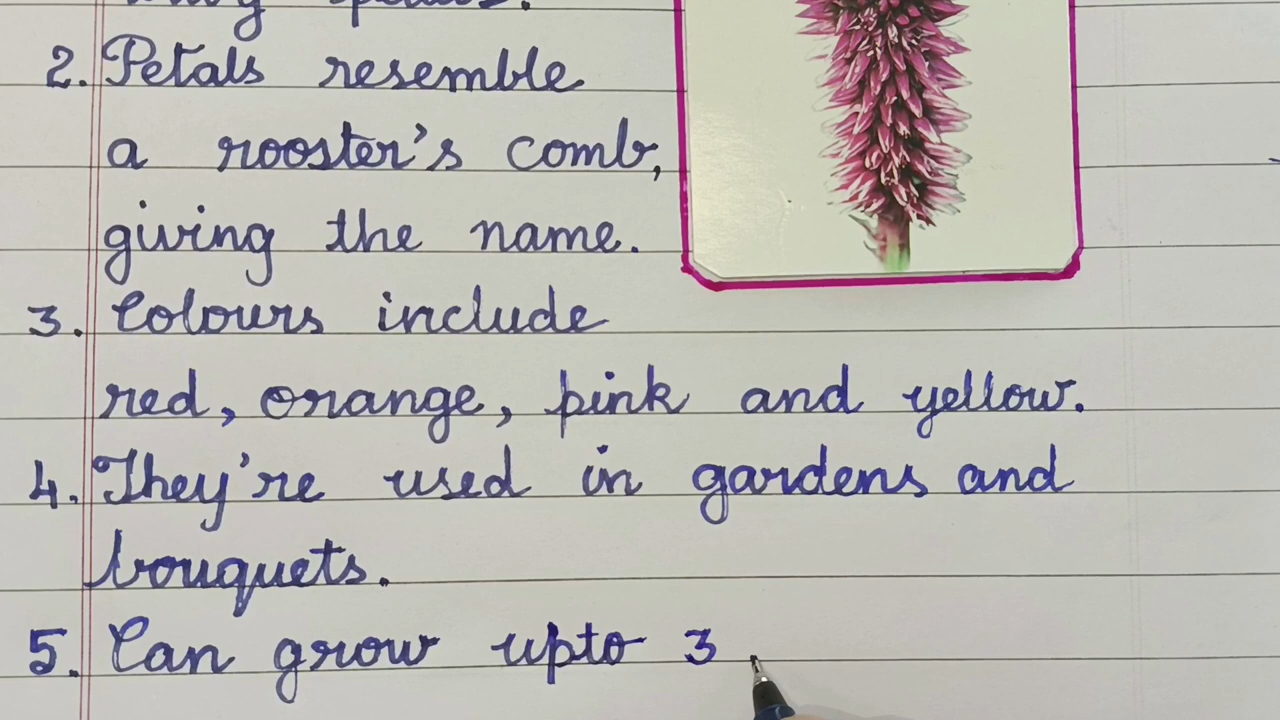 2. Petals resemble
a rooster's comb,
giving the name.
3. Colours include
red, orange, pink and yellow.
4. They're used in gardens and
bouquets.
5. Can grow upto 3